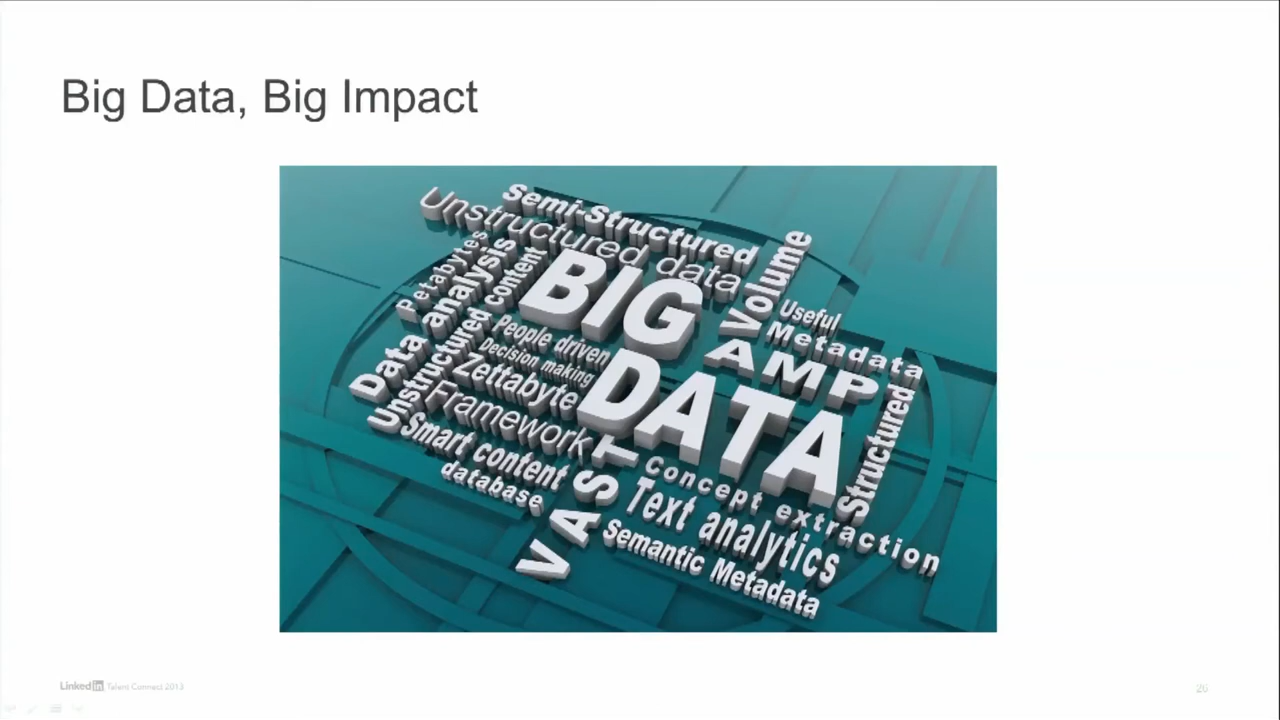 Big Data, Big Impact
Semi-Structured
Unstructured data
Petabytes
Data analysis
Unstructured content
BIG
DATA
Volume
Useful
Metadata
AMP
Structured
People driven
Decision making
Zettabyte
Framework
Smart content
database
VAST
Concept extraction
Text analytics
Semantic Metadata
Linkedin Talent Connect 2013
26